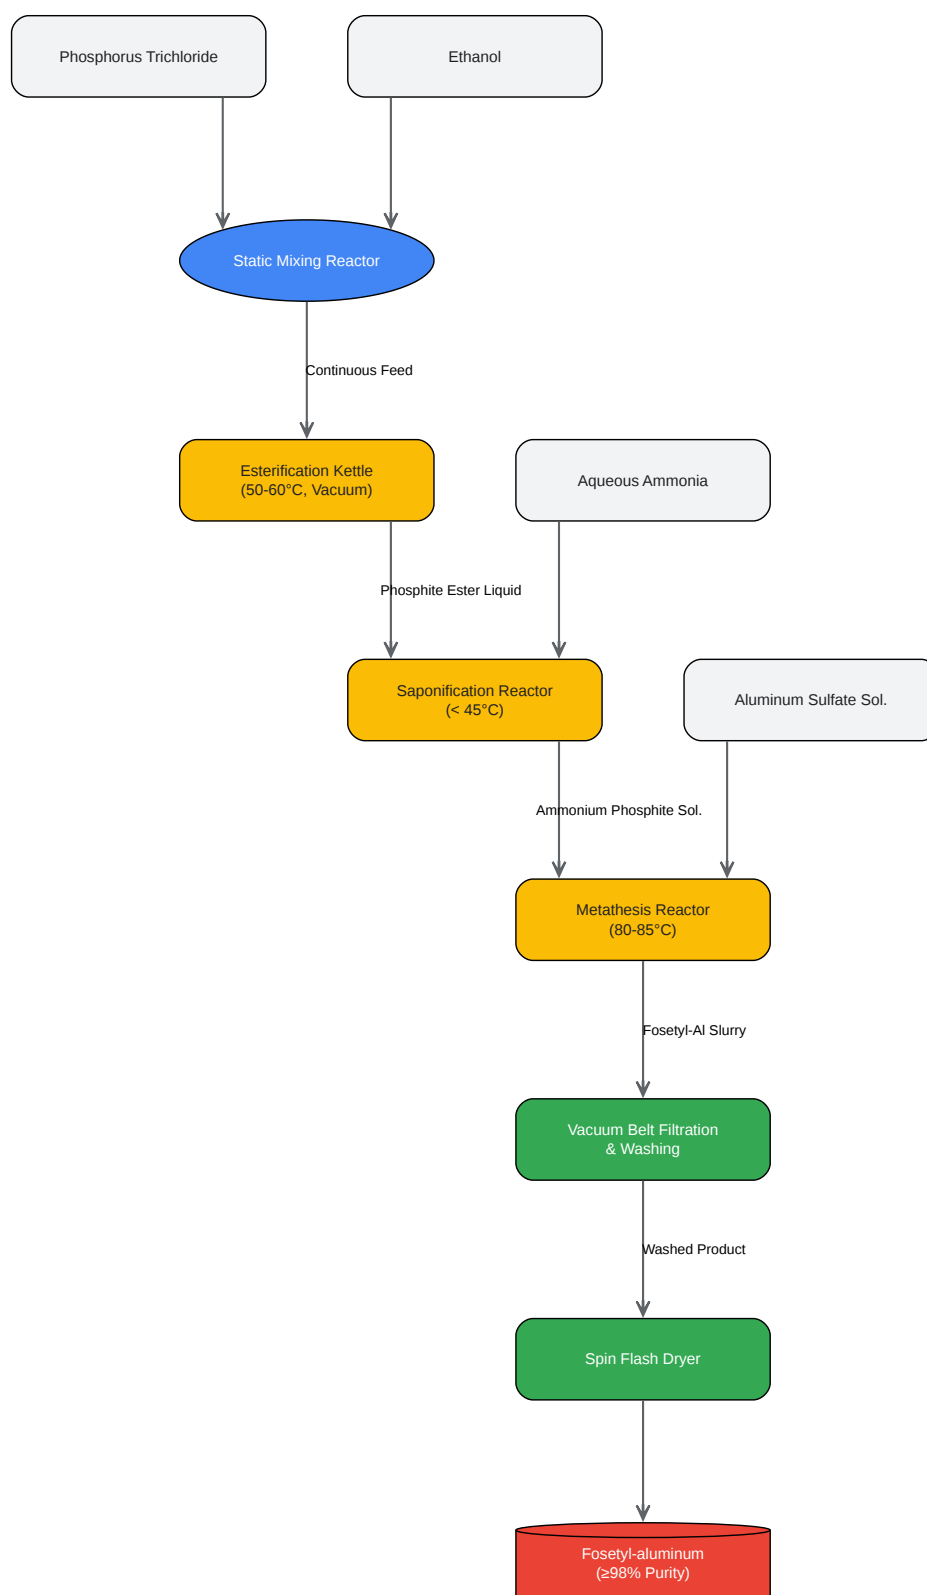 Phosphorus Trichloride
Ethanol
Static Mixing Reactor
Continuous Feed
Esterification Kettle
(50-60°C, Vacuum)
Aqueous Ammonia
Phosphite Ester Liquid
Saponification Reactor
(< 45°C)
Aluminum Sulfate Sol.
Ammonium Phosphite Sol.
Metathesis Reactor
(80-85°C)
Fosetyl-Al Slurry
Vacuum Belt Filtration
& Washing
Washed Product
Spin Flash Dryer
Fosetyl-aluminum
(≥98% Purity)